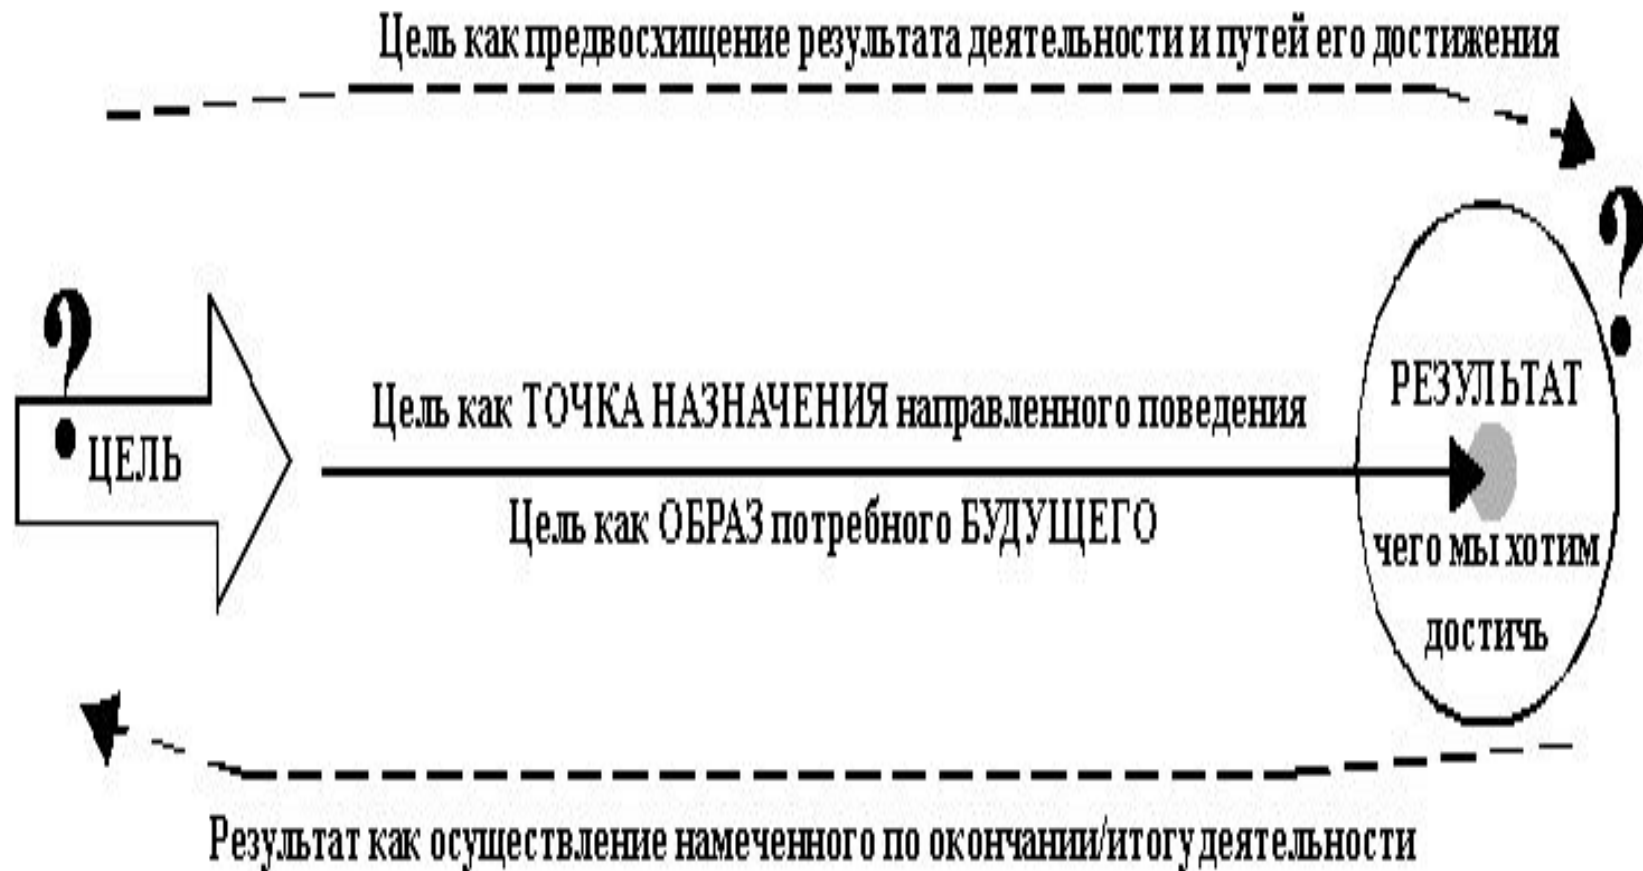 Цель как предвосхищение результата деятельности и путей его достижения
?
?
ЦЕЛЬ
Цель как ТОЧКА НАЗНАЧЕНИЯ направленного поведения
Цель как ОБРАЗ потребного БУДУЩЕГО
РЕЗУЛЬТАТ
чего мы хотим
достичь
Результат как осуществление намеченного по окончании/итогу деятельности